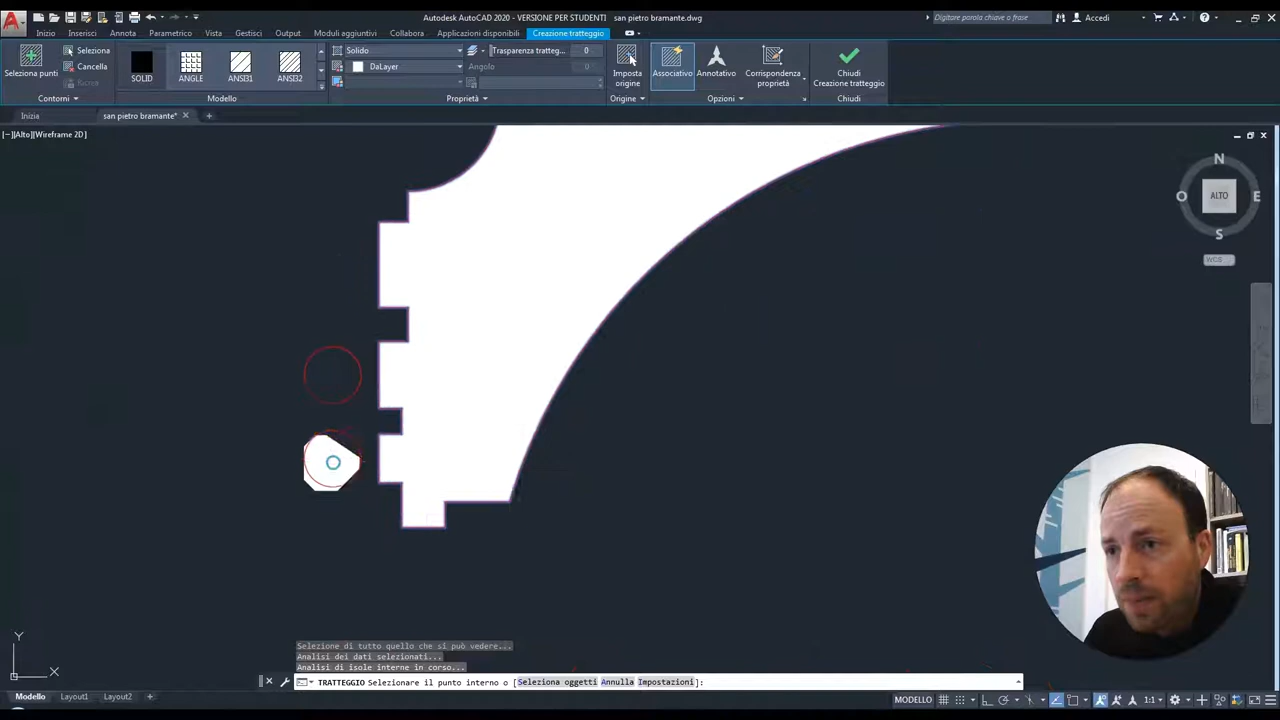 Autodesk AutoCAD 2020 - VERSIONE PER STUDENTI    san pietro bramante.dwg
Digitare parola chiave o frase
Accedi
Inizio Inserisci Annota Parametrico Vista Gestisci Output Moduli aggiuntivi Collabora Applicazioni disponibili Creazione tratteggio
Seleziona punti
Seleziona
Cancella
Ricrea
SOLID
ANGLE
ANSI31
ANSI32
Solido
DaLayer
Trasparenza tratteg... 0
Angolo 0
Imposta
origine
Associativo
Annotativo
Corrispondenza
proprietà
Chiudi
Creazione tratteggio
Contorni
Modello
Proprietà
Origine
Opzioni
Chiudi
Inizia
san pietro bramante*
[−][Alto][Wireframe 2D]
N
O
ALTO
E
S
WCS
Selezione di tutto quello che si può vedere...
Analisi dei dati selezionati...
Analisi di isole interne in corso...
TRATTEGGIO Selezionare il punto interno o [Seleziona oggetti Annulla Impostazioni]:
Y
X
Modello Layout1 Layout2 +
MODELLO
1:1